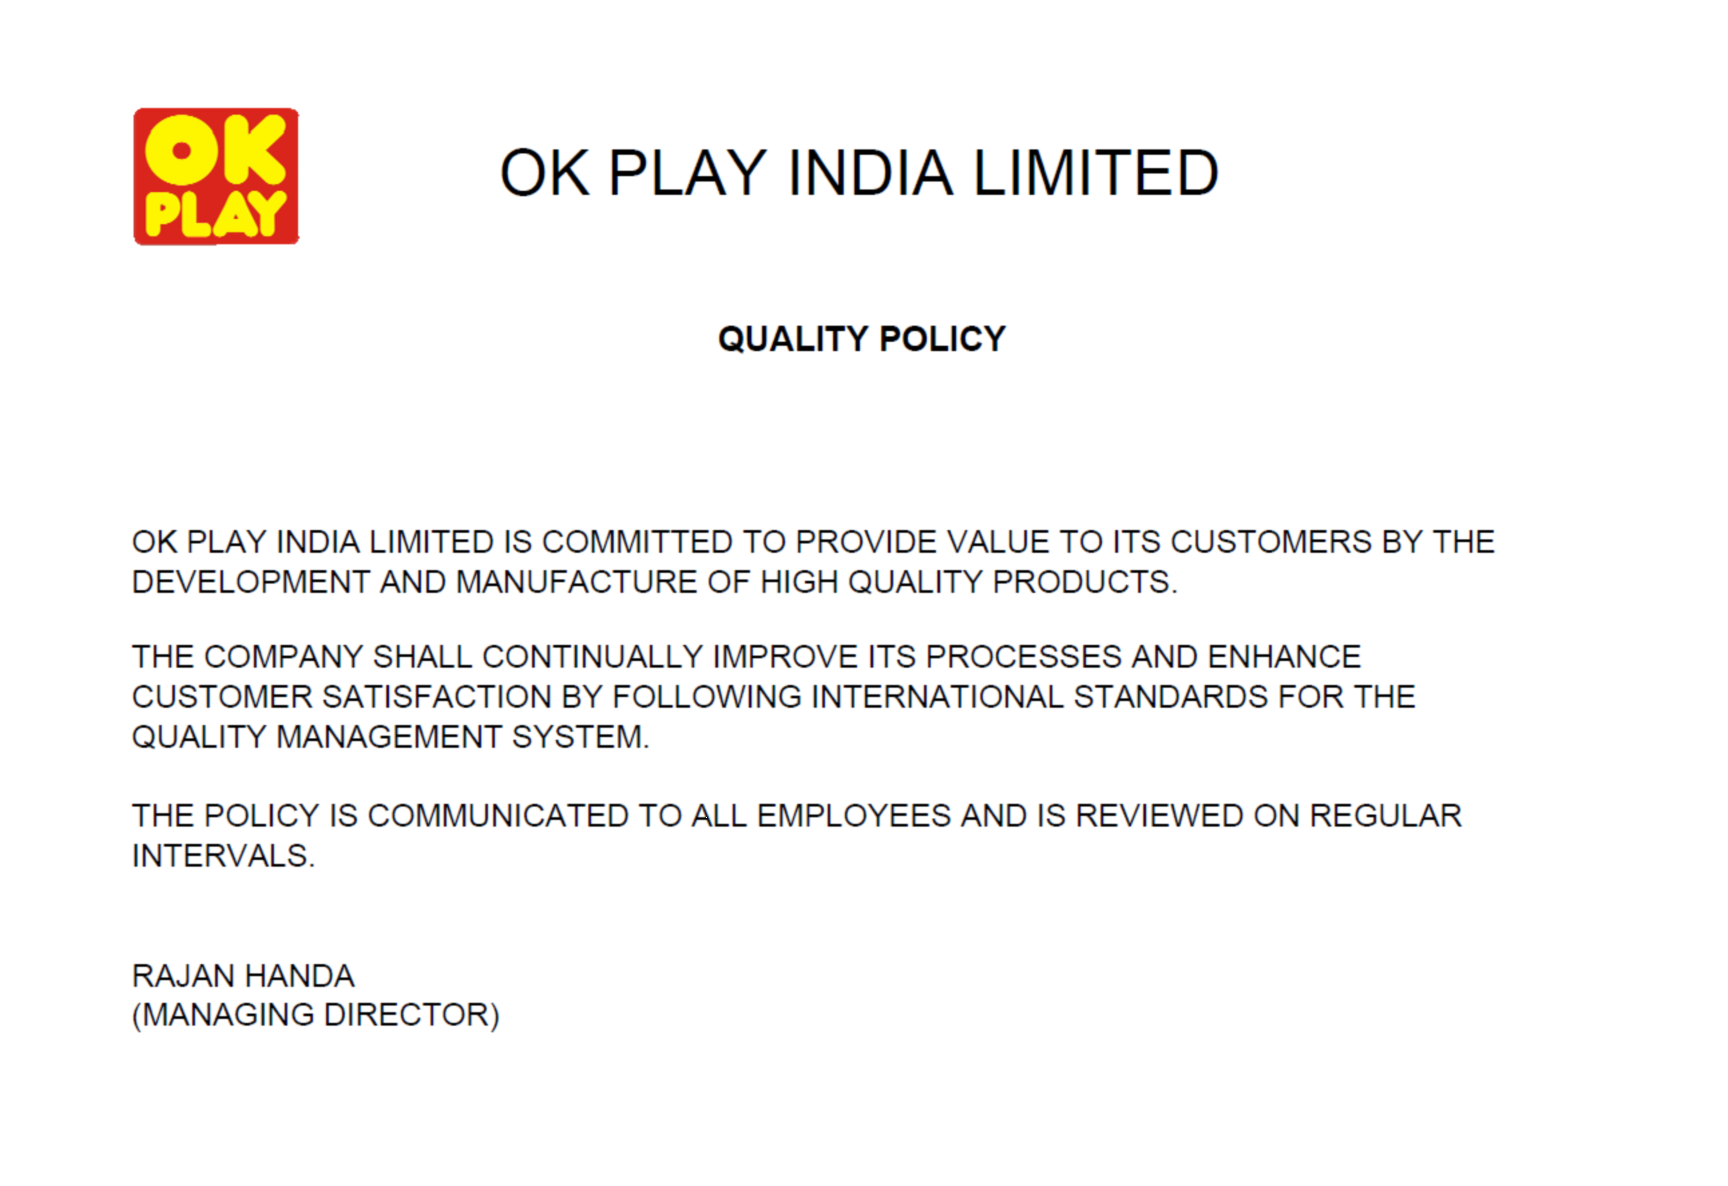 OK
PLAY
OK PLAY INDIA LIMITED
QUALITY POLICY
OK PLAY INDIA LIMITED IS COMMITTED TO PROVIDE VALUE TO ITS CUSTOMERS BY THE
DEVELOPMENT AND MANUFACTURE OF HIGH QUALITY PRODUCTS.
THE COMPANY SHALL CONTINUALLY IMPROVE ITS PROCESSES AND ENHANCE
CUSTOMER SATISFACTION BY FOLLOWING INTERNATIONAL STANDARDS FOR THE
QUALITY MANAGEMENT SYSTEM.
THE POLICY IS COMMUNICATED TO ALL EMPLOYEES AND IS REVIEWED ON REGULAR
INTERVALS.
RAJAN HANDA
(MANAGING DIRECTOR)